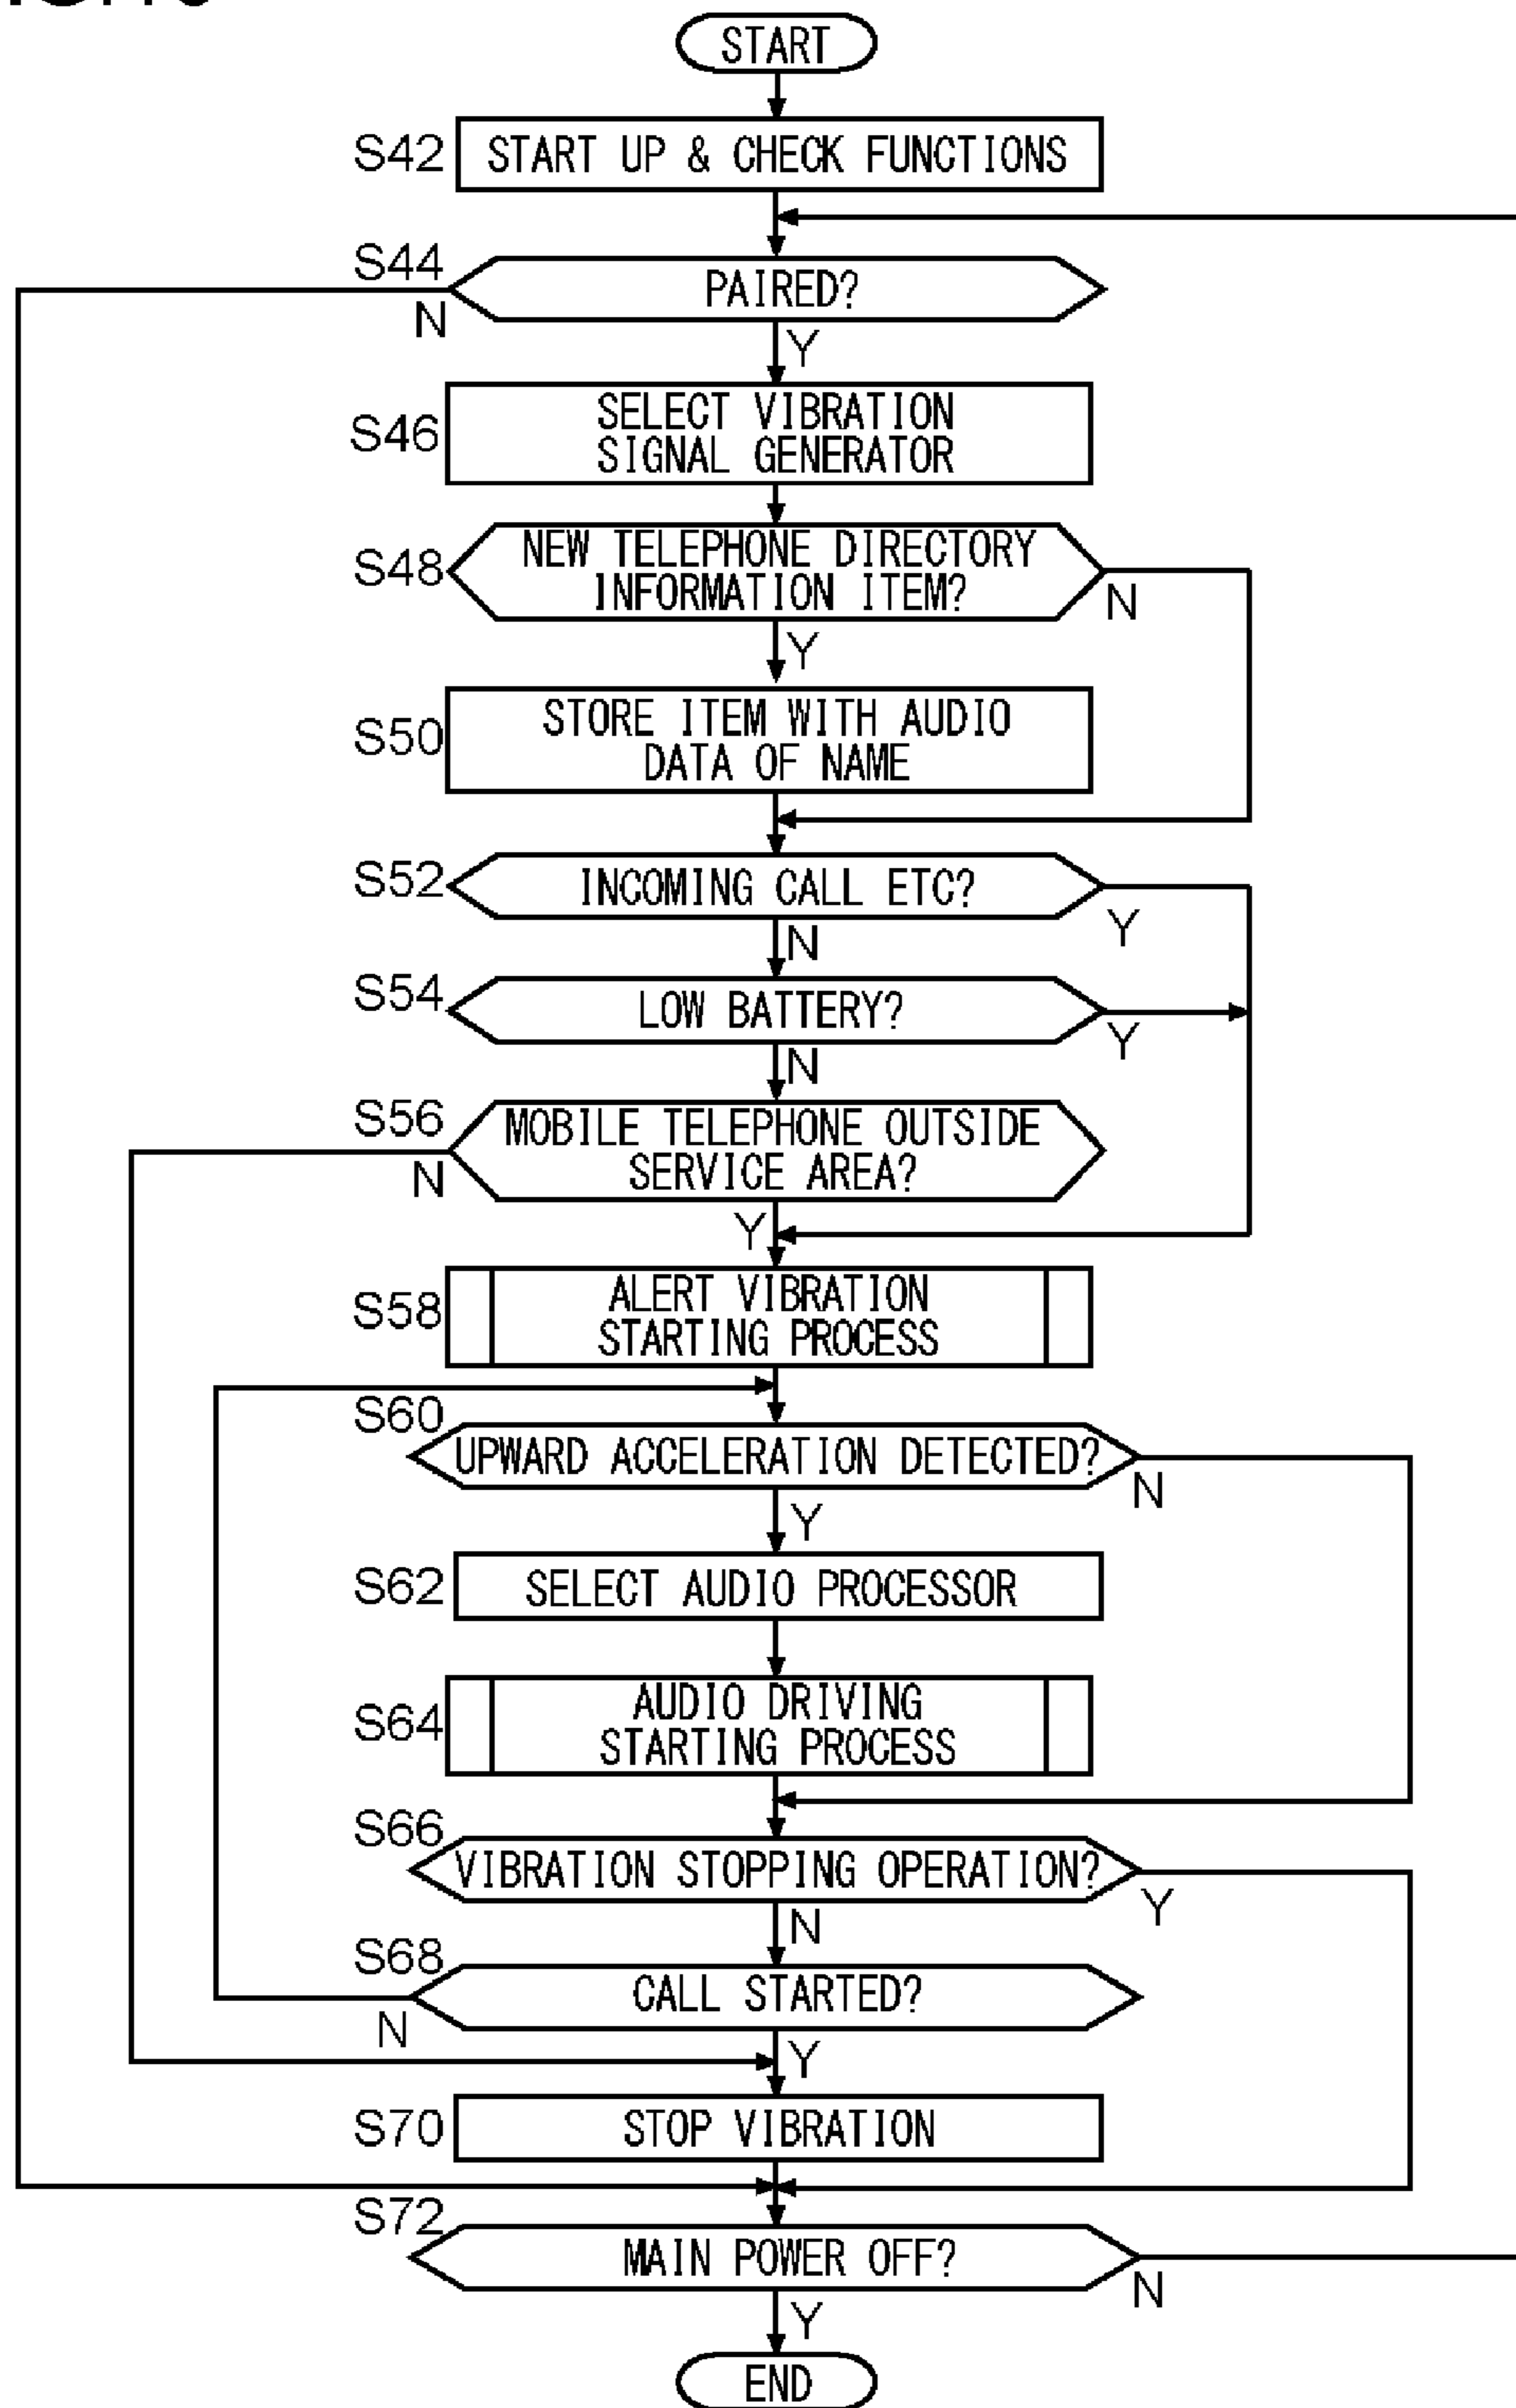 START
S42 START UP & CHECK FUNCTIONS
S44 PAIRED?
N
Y
S46 SELECT VIBRATION
SIGNAL GENERATOR
S48 NEW TELEPHONE DIRECTORY
INFORMATION ITEM?
N
Y
S50 STORE ITEM WITH AUDIO
DATA OF NAME
S52 INCOMING CALL ETC?
Y
N
S54 LOW BATTERY?
Y
N
S56 MOBILE TELEPHONE OUTSIDE
SERVICE AREA?
N
Y
S58 ALERT VIBRATION
STARTING PROCESS
S60 UPWARD ACCELERATION DETECTED?
N
Y
S62 SELECT AUDIO PROCESSOR
S64 AUDIO DRIVING
STARTING PROCESS
S66 VIBRATION STOPPING OPERATION?
Y
N
S68 CALL STARTED?
N
Y
S70 STOP VIBRATION
S72 MAIN POWER OFF?
N
Y
END